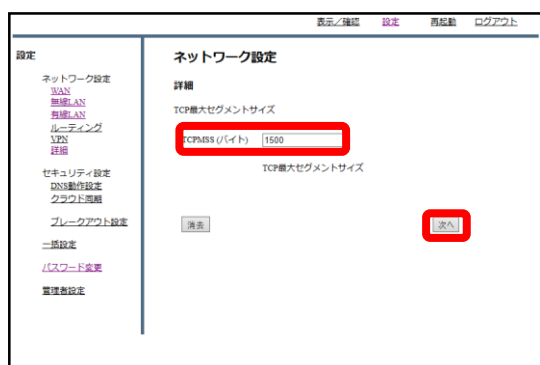 表示／確認 設定 再起動 ログアウト
設定
ネットワーク設定
WAN
無線LAN
有線LAN
ルーティング
VPN
詳細
セキュリティ設定
DNS動作設定
クラウド同期
ブレークアウト設定
一括設定
パスワード変更
管理者設定
ネットワーク設定
詳細
TCP最大セグメントサイズ
TCPMSS (バイト) 1500
TCP最大セグメントサイズ
消去 次へ